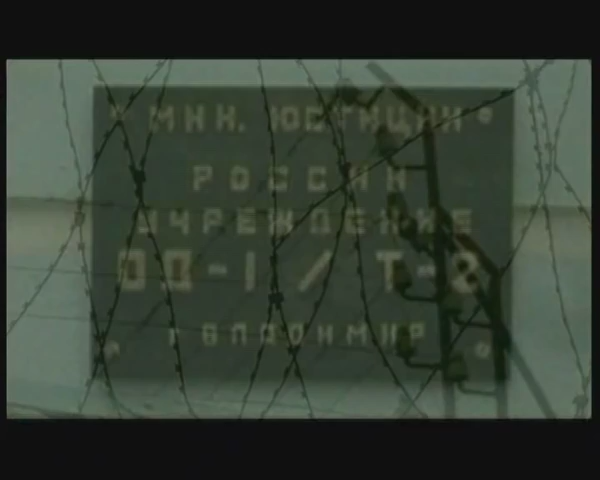 МИН. ЮСТИЦИИ
РОССИИ
УЧРЕЖДЕНИЕ
ОД-1/Т-2
Г ВЛАДИМИР